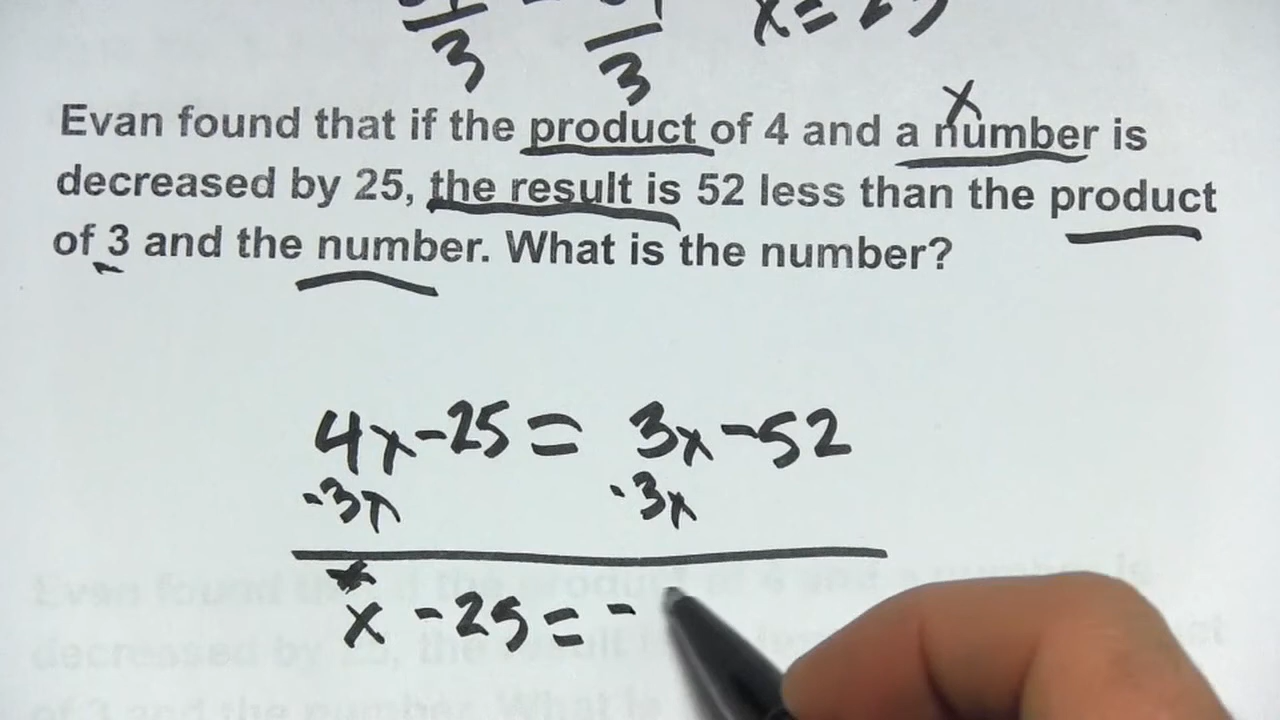 3 3 x =
x
Evan found that if the product of 4 and a number is
decreased by 25, the result is 52 less than the product
of 3 and the number. What is the number?
4x-25 = 3x-52
-3x -3x
x -25 = -